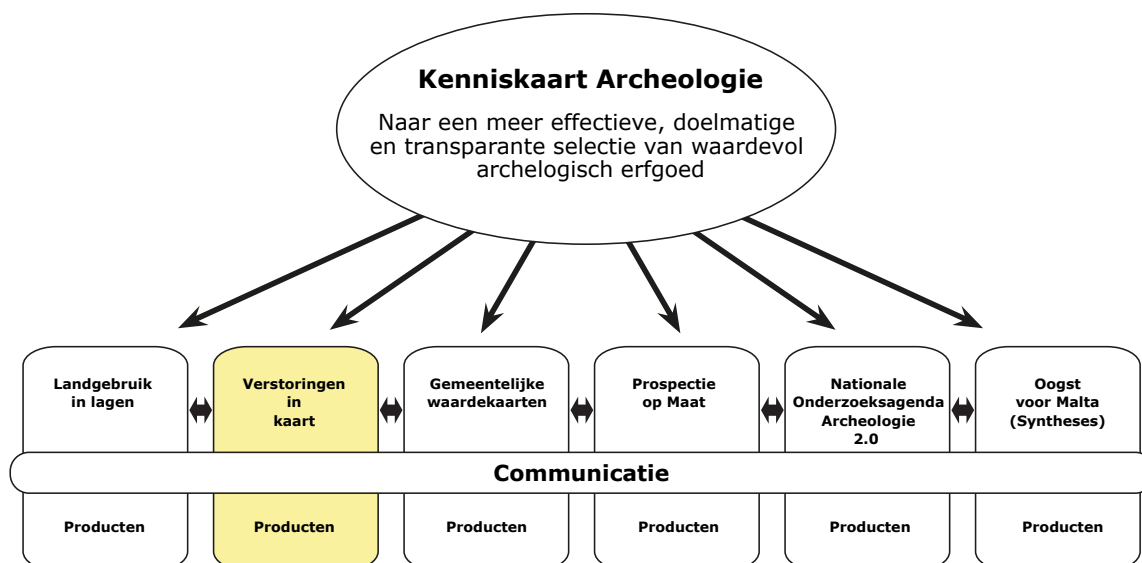 Kenniskaart Archeologie
Naar een meer effectieve, doelmatige
en transparante selectie van waardevol
archelogisch erfgoed
Landgebruik
in lagen
Verstoringen
in
kaart
Gemeentelijke
waardekaarten
Prospectie
op Maat
Nationale
Onderzoeksagenda
Archeologie
2.0
Oogst
voor Malta
(Syntheses)
Communicatie
Producten
Producten
Producten
Producten
Producten
Producten